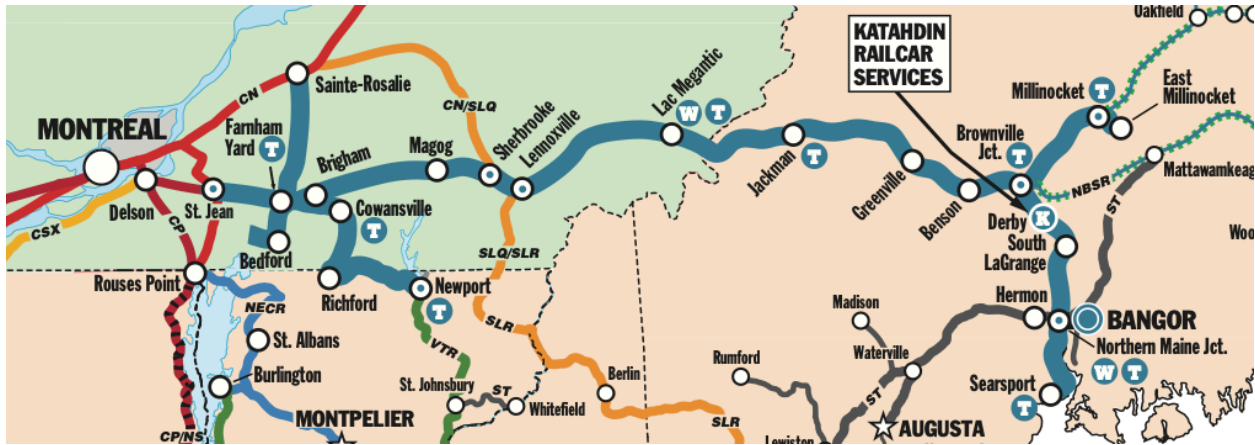 Oakfield
KATAHDIN
RAILCAR
SERVICES
CN
Sainte-Rosalie
CN/SLQ
Lac Megantic
W T
Millinocket
T
East
Millinocket
MONTREAL
Farnham
Yard
T
Brigham
Magog
Sherbrooke
Lennoxville
Jackman
T
Brownville
Jct.
T
Mattawamkeag
NBSR
Delson
St. Jean
Cowansville
T
Greenville
Benson
Derby
K
ST
CSX
CP
Bedford
SLQ/SLR
South
LaGrange
Woo
Rouses Point
Richford
Newport
T
Hermon
Madison
NECR
SLR
BANGOR
St. Albans
VTR
Northern Maine Jct.
W T
Waterville
Rumford
Burlington
St. Johnsbury
ST
Berlin
Searsport
T
Whitefield
ST
MONTPELIER
SLR
AUGUSTA
CP/NS
Lewiston